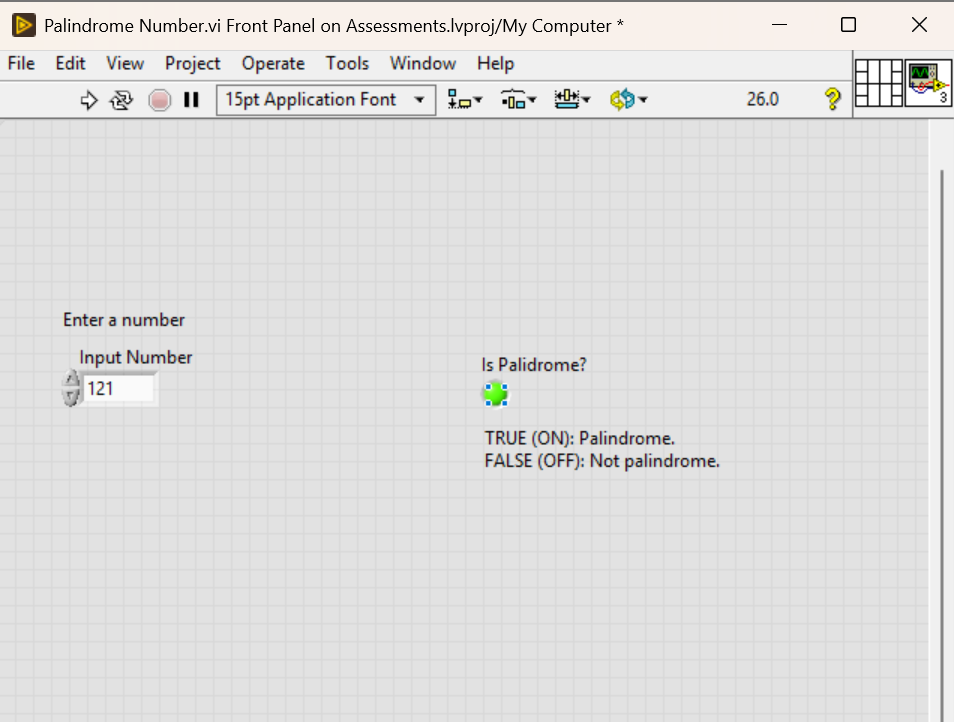 Palindrome Number.vi Front Panel on Assessments.lvproj/My Computer *
File Edit View Project Operate Tools Window Help
15pt Application Font 26.0 ?
3
Enter a number
Input Number
121
Is Palidrome?
TRUE (ON): Palindrome.
FALSE (OFF): Not palindrome.